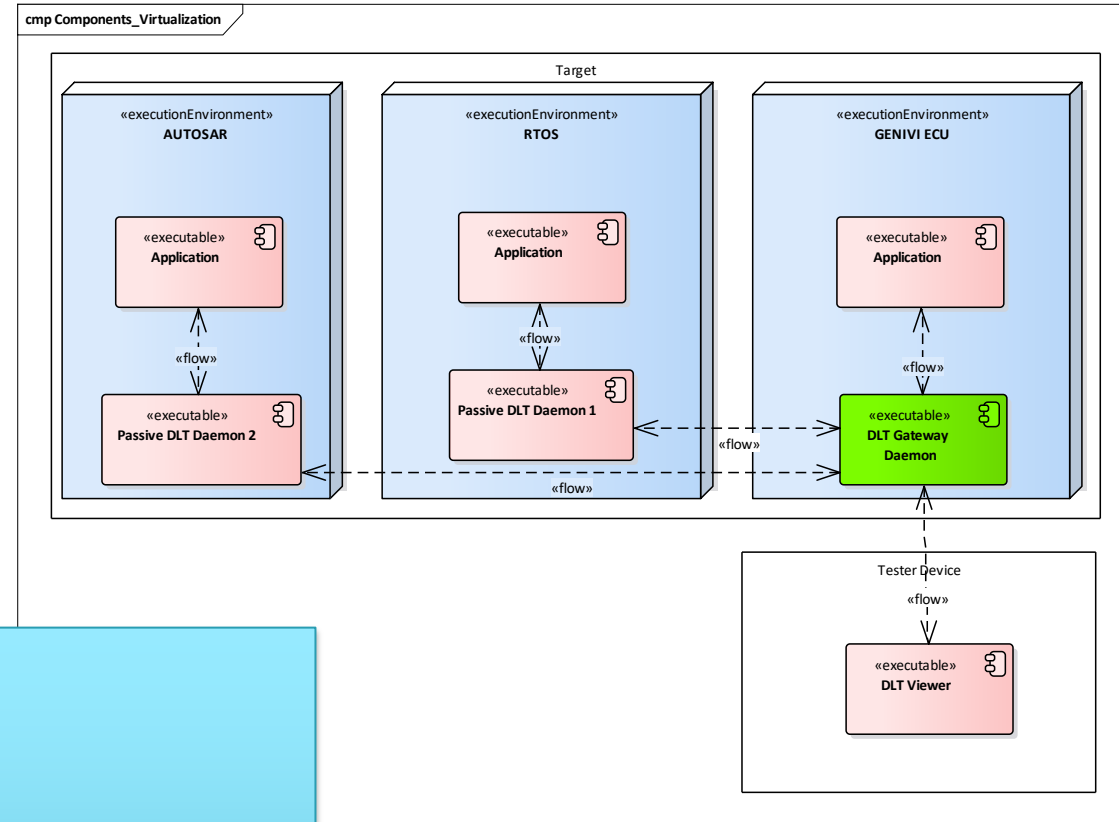 cmp Components_Virtualization
Target
«executionEnvironment»
AUTOSAR
«executable»
Application
«flow»
«executable»
Passive DLT Daemon 2
«executionEnvironment»
RTOS
«executable»
Application
«flow»
«executable»
Passive DLT Daemon 1
«executionEnvironment»
GENIVI ECU
«executable»
Application
«flow»
«executable»
DLT Gateway
Daemon
«flow»
«flow»
Tester Device
«flow»
«executable»
DLT Viewer